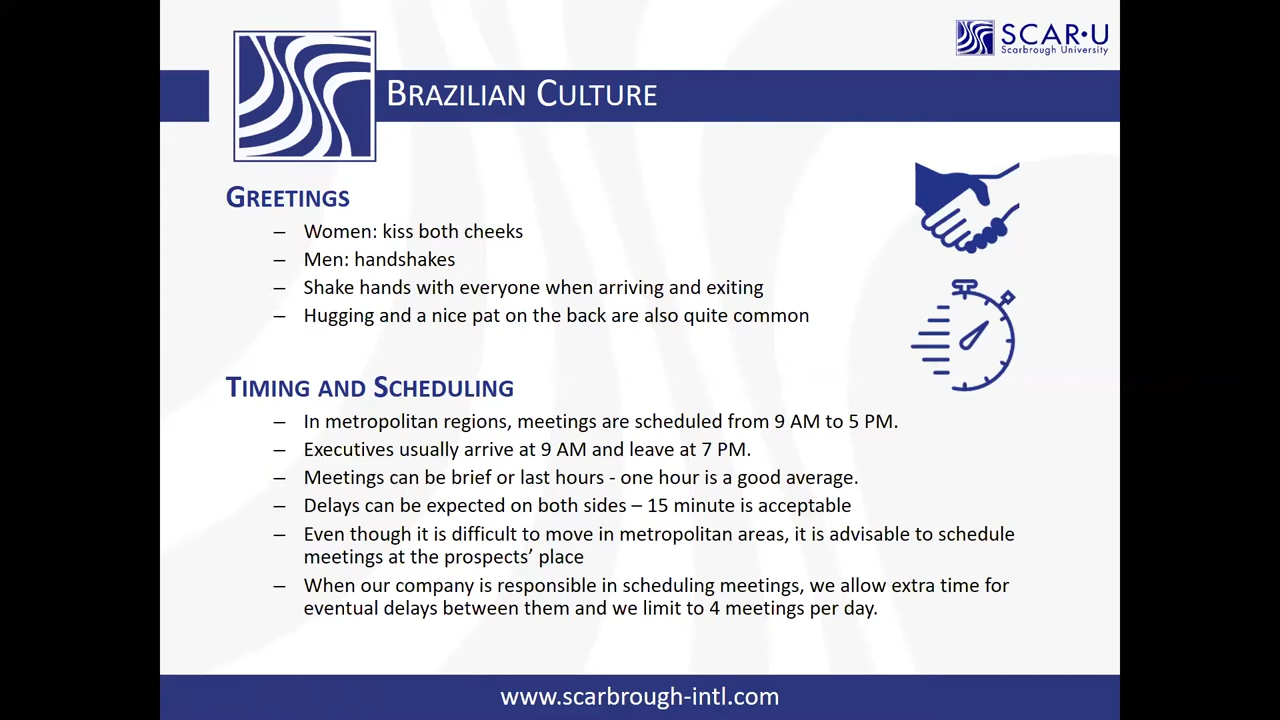 SCAR·U
Scarbrough University
BRAZILIAN CULTURE
GREETINGS
– Women: kiss both cheeks
– Men: handshakes
– Shake hands with everyone when arriving and exiting
– Hugging and a nice pat on the back are also quite common
TIMING AND SCHEDULING
– In metropolitan regions, meetings are scheduled from 9 AM to 5 PM.
– Executives usually arrive at 9 AM and leave at 7 PM.
– Meetings can be brief or last hours - one hour is a good average.
– Delays can be expected on both sides – 15 minute is acceptable
– Even though it is difficult to move in metropolitan areas, it is advisable to schedule
meetings at the prospects’ place
– When our company is responsible in scheduling meetings, we allow extra time for
eventual delays between them and we limit to 4 meetings per day.
www.scarbrough-intl.com